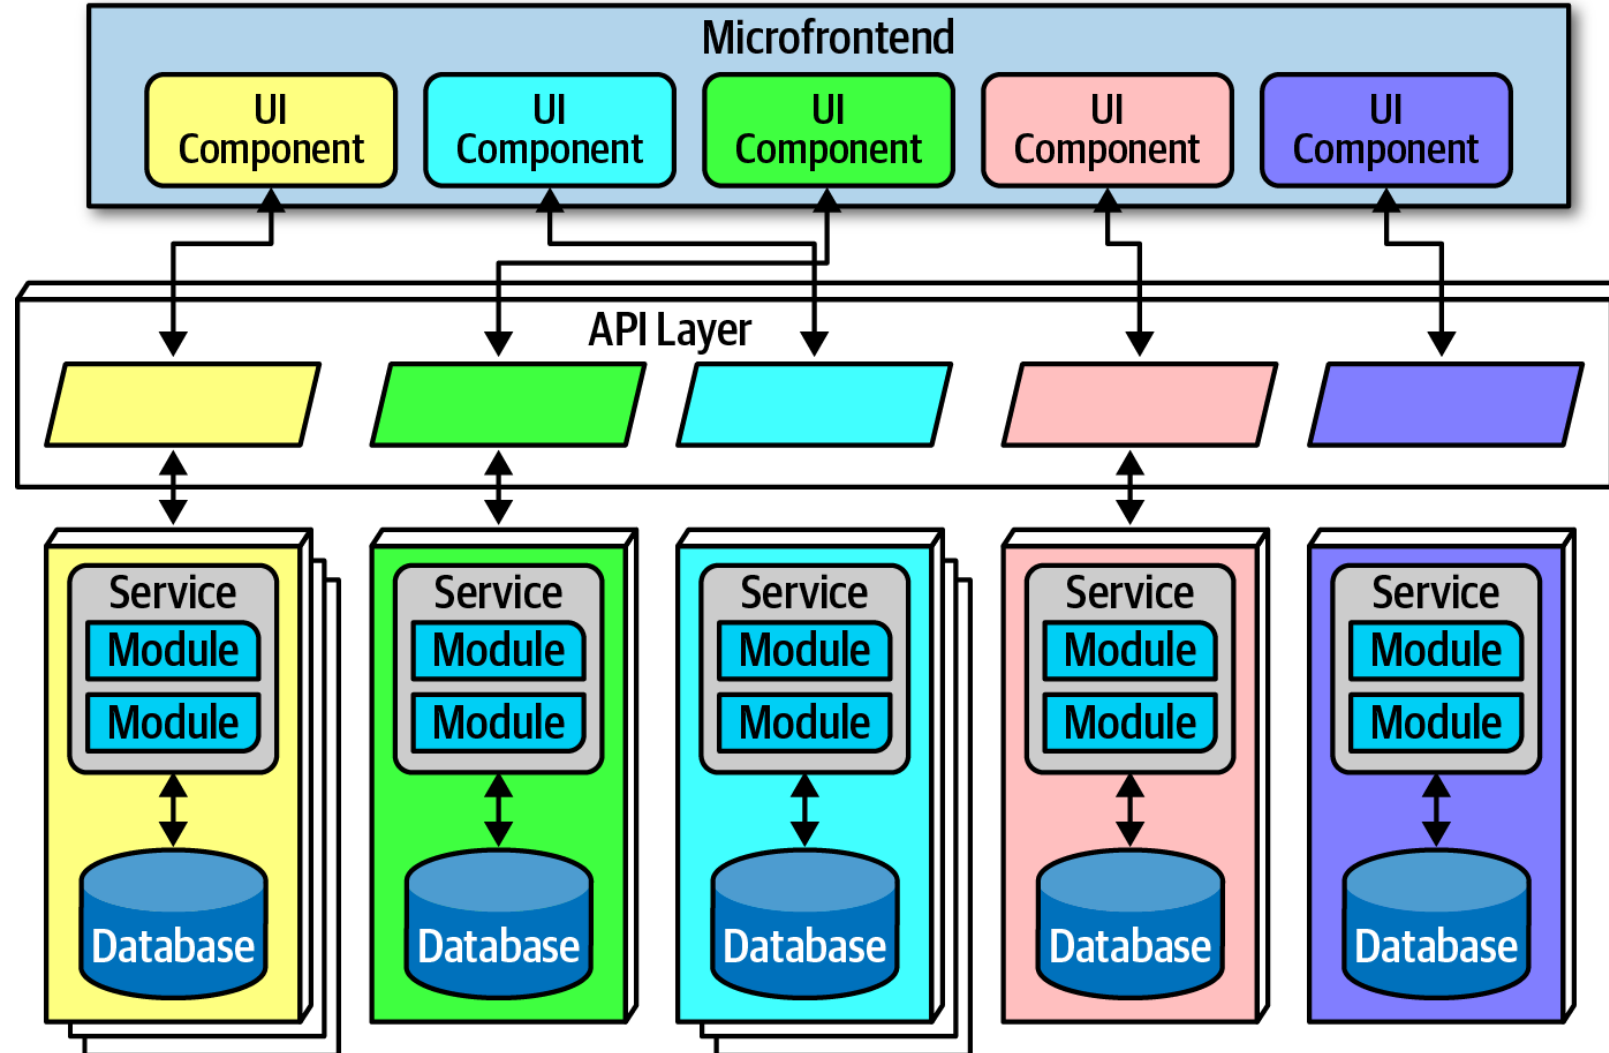 Microfrontend
UI
Component
UI
Component
UI
Component
UI
Component
UI
Component
API Layer
Service
Module
Module
Database
Service
Module
Module
Database
Service
Module
Module
Database
Service
Module
Module
Database
Service
Module
Module
Database